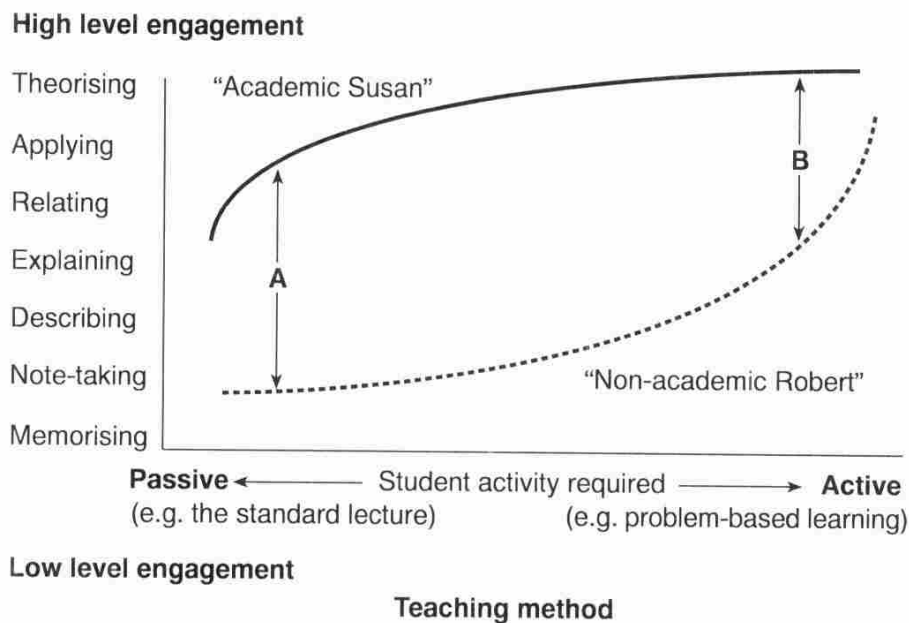 High level engagement
Theorising
"Academic Susan"
Applying
B
Relating
Explaining
A
Describing
Note-taking
"Non-academic Robert"
Memorising
Passive Student activity required Active
(e.g. the standard lecture) (e.g. problem-based learning)
Low level engagement
Teaching method